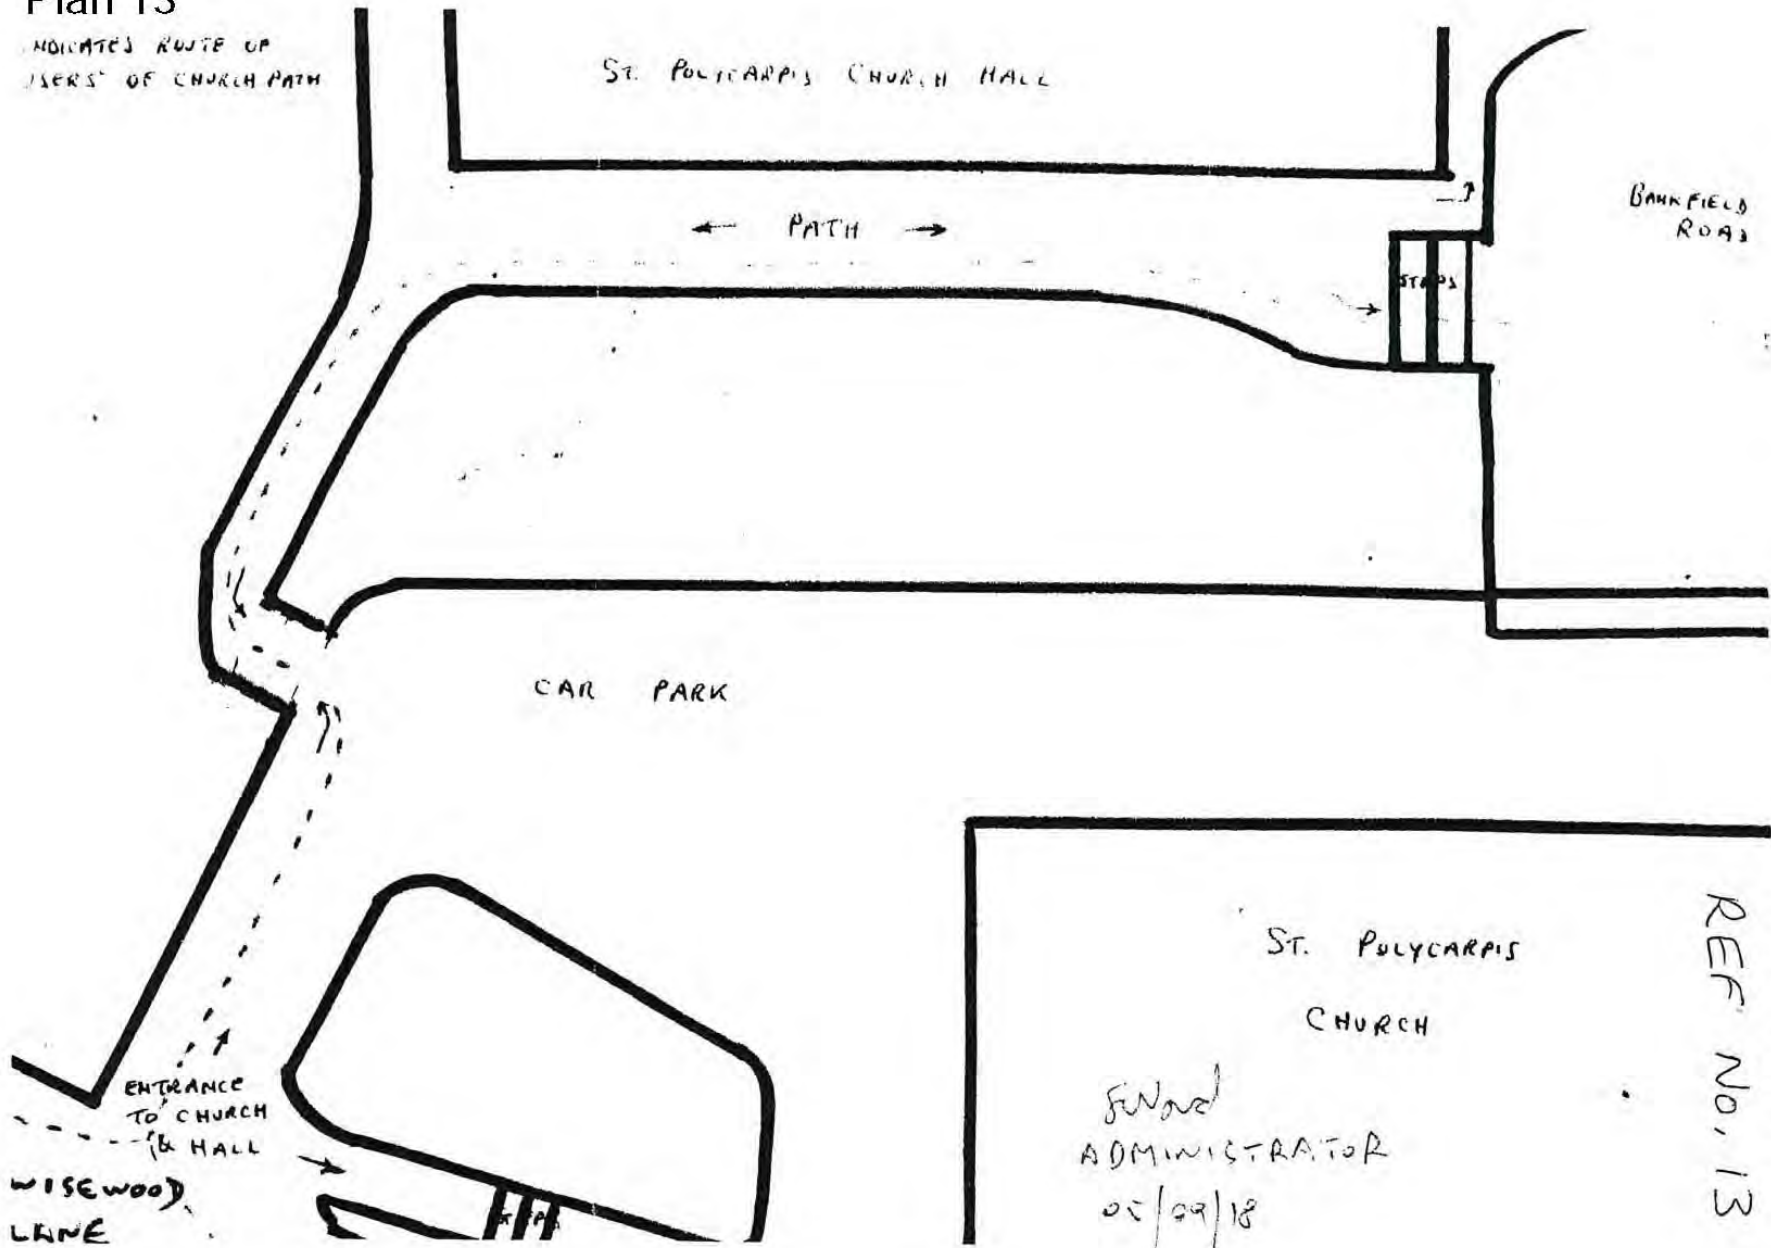 Plan 13
INDICATES ROUTE OF
USERS' OF CHURCH PATH
ST. POLYCARP'S CHURCH HALL
← PATH →
BANKFIELD
ROAD
STEPS
CAR PARK
ST. POLYCARP'S
CHURCH
REF No. 13
ENTRANCE
TO CHURCH
& HALL
WISEWOOD
LANE
STEPS
ADMINISTRATOR
05/09/18